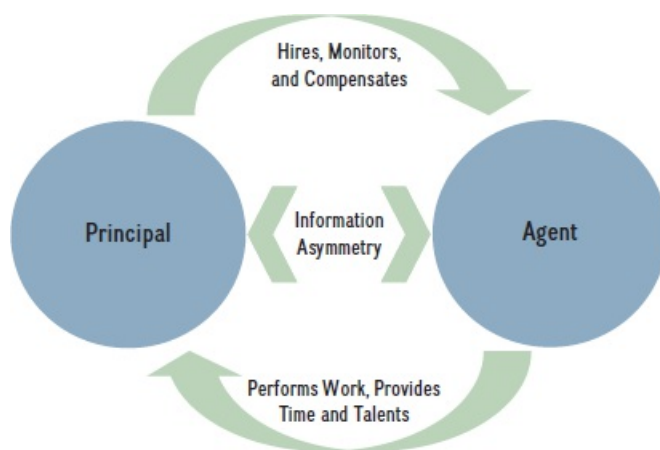 Hires, Monitors,
and Compensates
Principal
Information
Asymmetry
Agent
Performs Work, Provides
Time and Talents